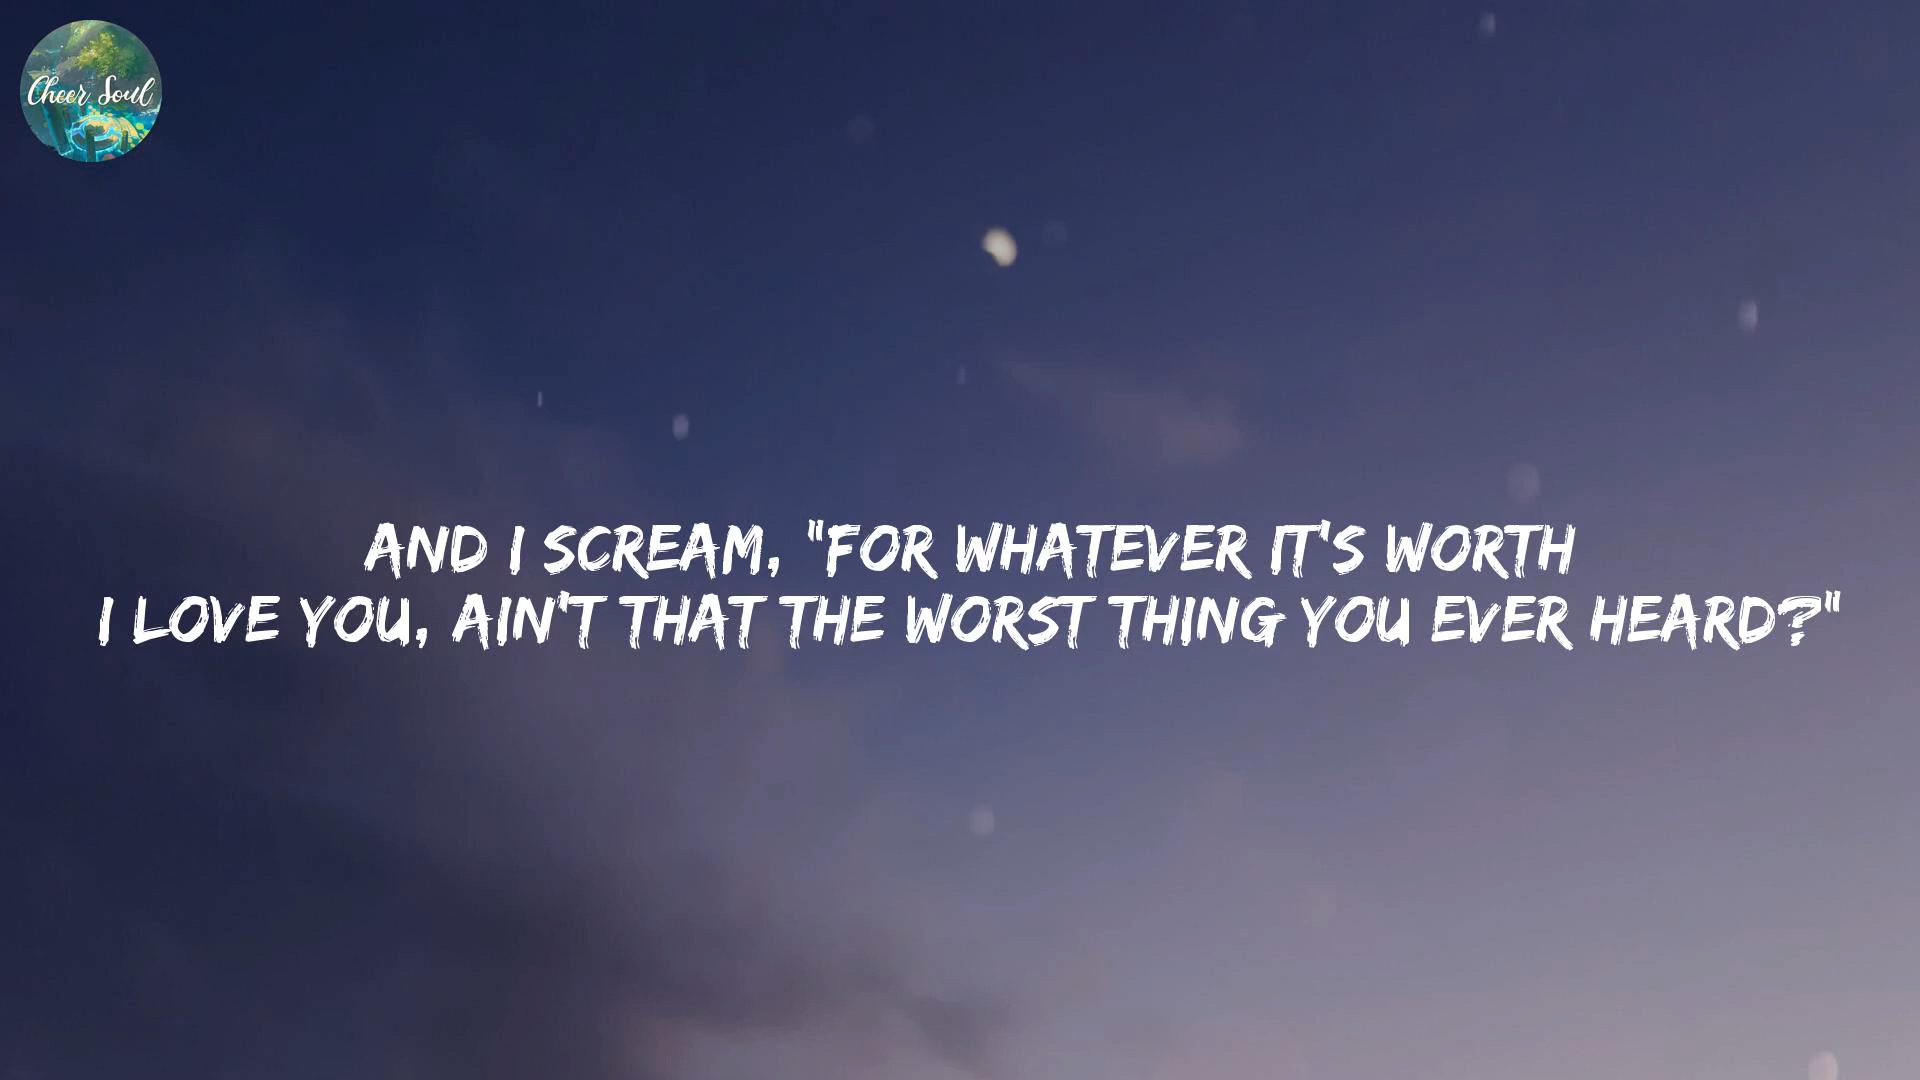 Cheer Soul
AND I SCREAM, "FOR WHATEVER IT'S WORTH
I LOVE YOU, AIN'T THAT THE WORST THING YOU EVER HEARD?"